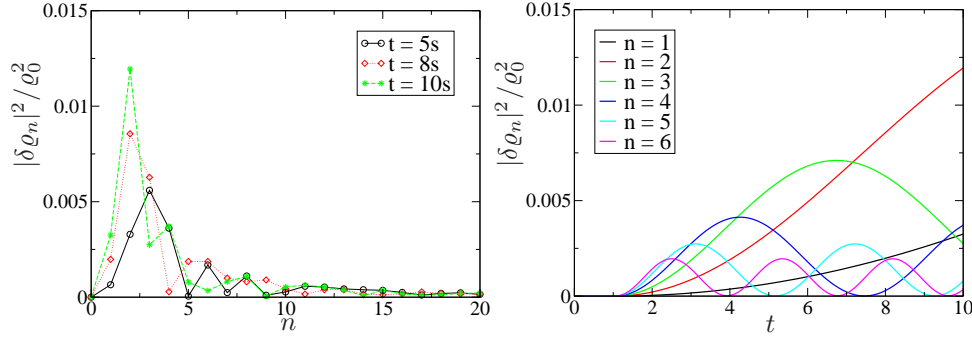 0.015
0.01
0.005
0
|δϱₙ|²/ϱ₀²
0 5 10 15 20
n
t = 5s
t = 8s
t = 10s
0.015
0.01
0.005
0
|δϱₙ|²/ϱ₀²
0 2 4 6 8 10
t
n = 1
n = 2
n = 3
n = 4
n = 5
n = 6